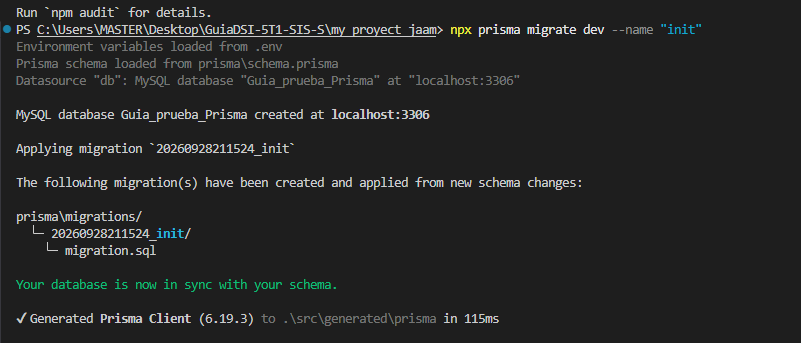 Run `npm audit` for details.
PS C:\Users\MASTER\Desktop\GuiaDSI-5T1-SIS-S\my_proyect_jaam> npx prisma migrate dev --name "init"
Environment variables loaded from .env
Prisma schema loaded from prisma\schema.prisma
Datasource "db": MySQL database "Guia_prueba_Prisma" at "localhost:3306"
MySQL database Guia_prueba_Prisma created at localhost:3306
Applying migration `20260928211524_init`
The following migration(s) have been created and applied from new schema changes:
prisma\migrations/
└─ 20260928211524_init/
└─ migration.sql
Your database is now in sync with your schema.
✓ Generated Prisma Client (6.19.3) to .\src\generated\prisma in 115ms